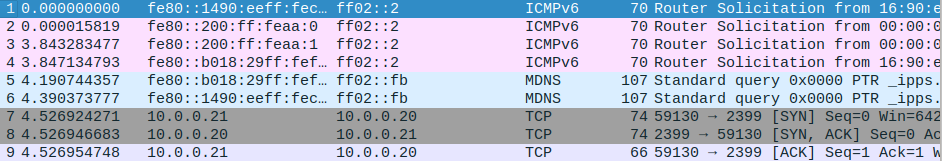 1 0.000000000 fe80::1490:eeff:fec… ff02::2 ICMPv6 70 Router Solicitation from 16:90:e
2 0.000015819 fe80::200:ff:feaa:0 ff02::2 ICMPv6 70 Router Solicitation from 00:00:0
3 3.843283477 fe80::200:ff:feaa:1 ff02::2 ICMPv6 70 Router Solicitation from 00:00:0
4 3.847134793 fe80::b018:29ff:fef… ff02::2 ICMPv6 70 Router Solicitation from b2:18:2
5 4.190744357 fe80::b018:29ff:fef… ff02::fb MDNS 107 Standard query 0x0000 PTR _ipps.
6 4.390373777 fe80::1490:eeff:fec… ff02::fb MDNS 107 Standard query 0x0000 PTR _ipps.
7 4.526924271 10.0.0.21 10.0.0.20 TCP 74 59130 → 2399 [SYN] Seq=0 Win=642
8 4.526946683 10.0.0.20 10.0.0.21 TCP 74 2399 → 59130 [SYN, ACK] Seq=0 Ac
9 4.526954748 10.0.0.21 10.0.0.20 TCP 66 59130 → 2399 [ACK] Seq=1 Ack=1 W